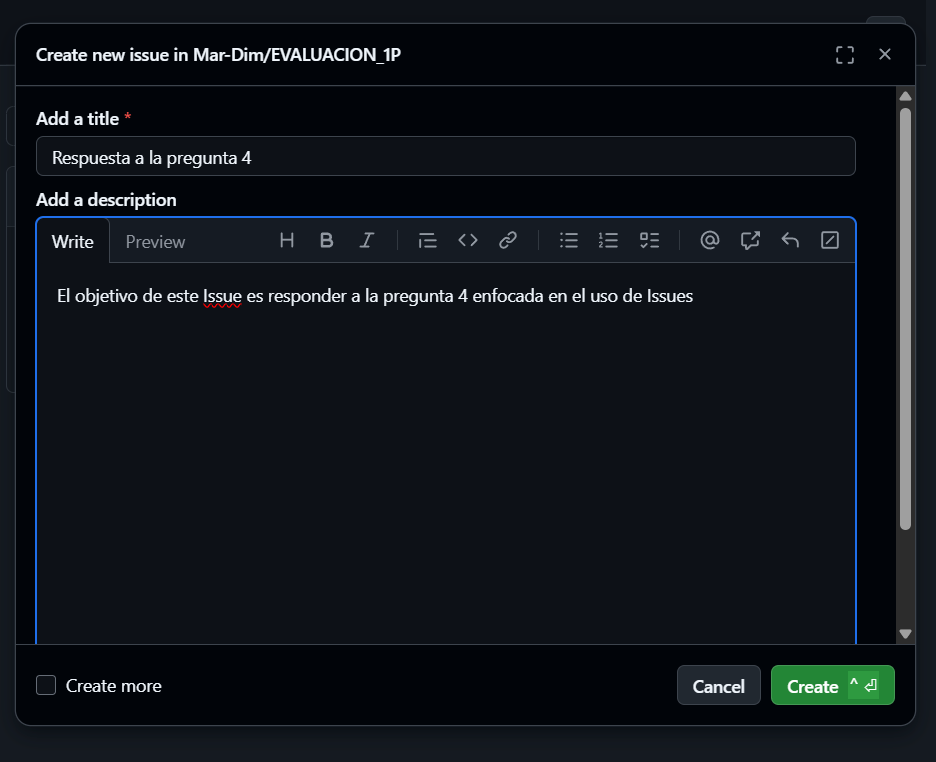 Create new issue in Mar-Dim/EVALUACION_1P
Add a title *
Respuesta a la pregunta 4
Add a description
Write Preview
El objetivo de este Issue es responder a la pregunta 4 enfocada en el uso de Issues
Create more
Cancel
Create ^ ⏎